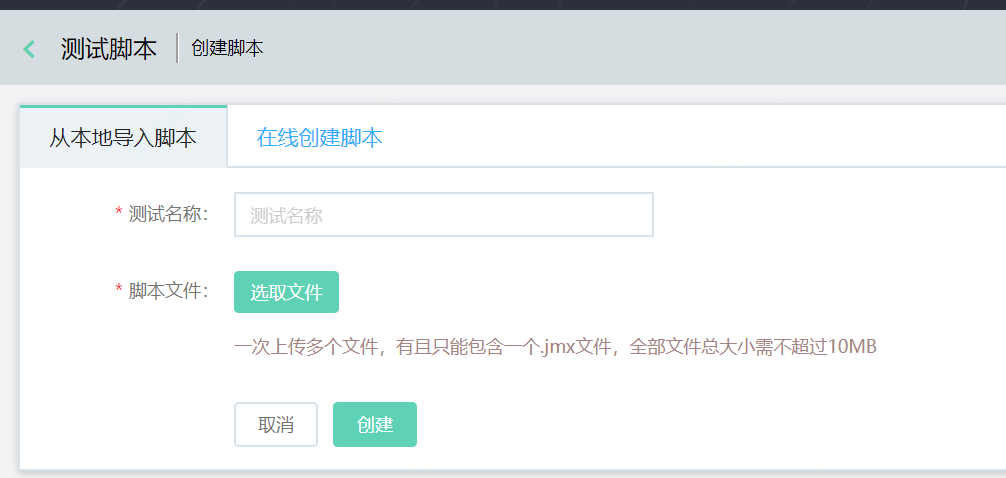 测试脚本 创建脚本
从本地导入脚本 在线创建脚本
* 测试名称： 测试名称
* 脚本文件： 选取文件
一次上传多个文件，有且只能包含一个.jmx文件，全部文件总大小需不超过10MB
取消 创建